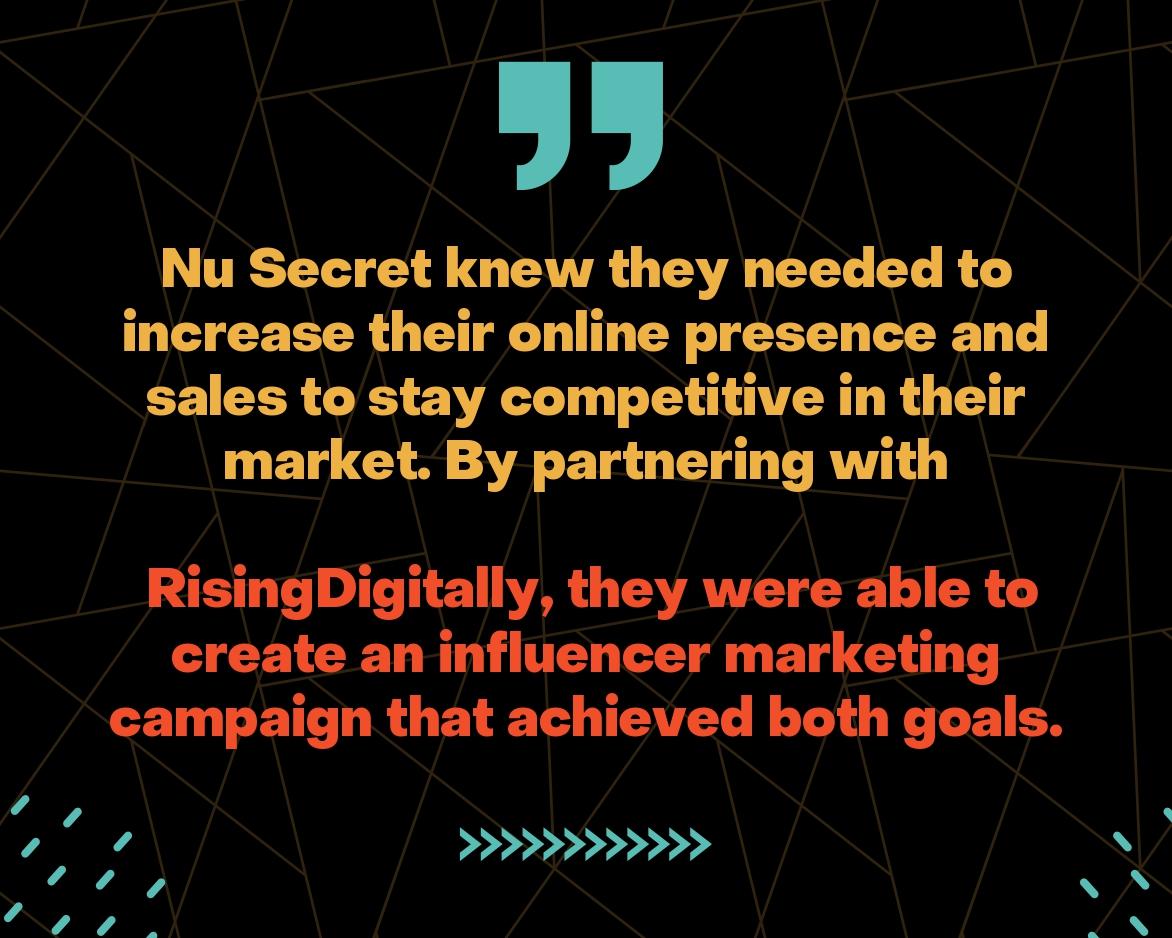 Nu Secret knew they needed to
increase their online presence and
sales to stay competitive in their
market. By partnering with
RisingDigitally, they were able to
create an influencer marketing
campaign that achieved both goals.